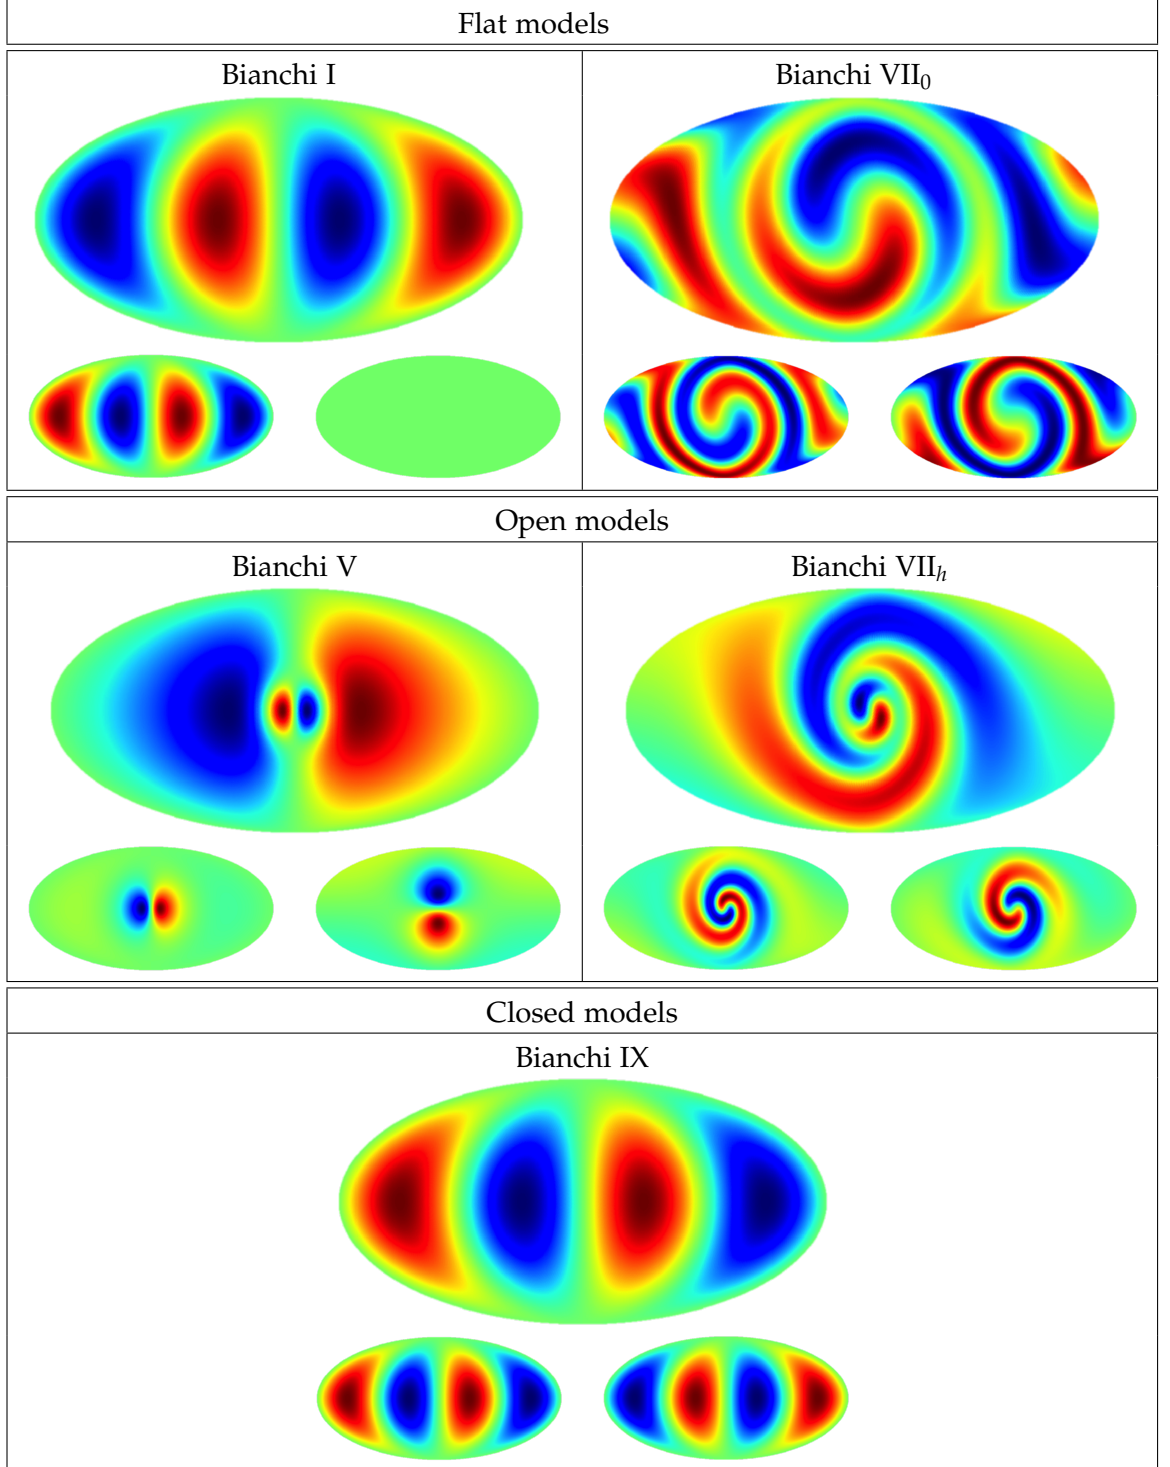 Flat models
Bianchi I
Bianchi VII₀
Open models
Bianchi V
Bianchi VIIₕ
Closed models
Bianchi IX